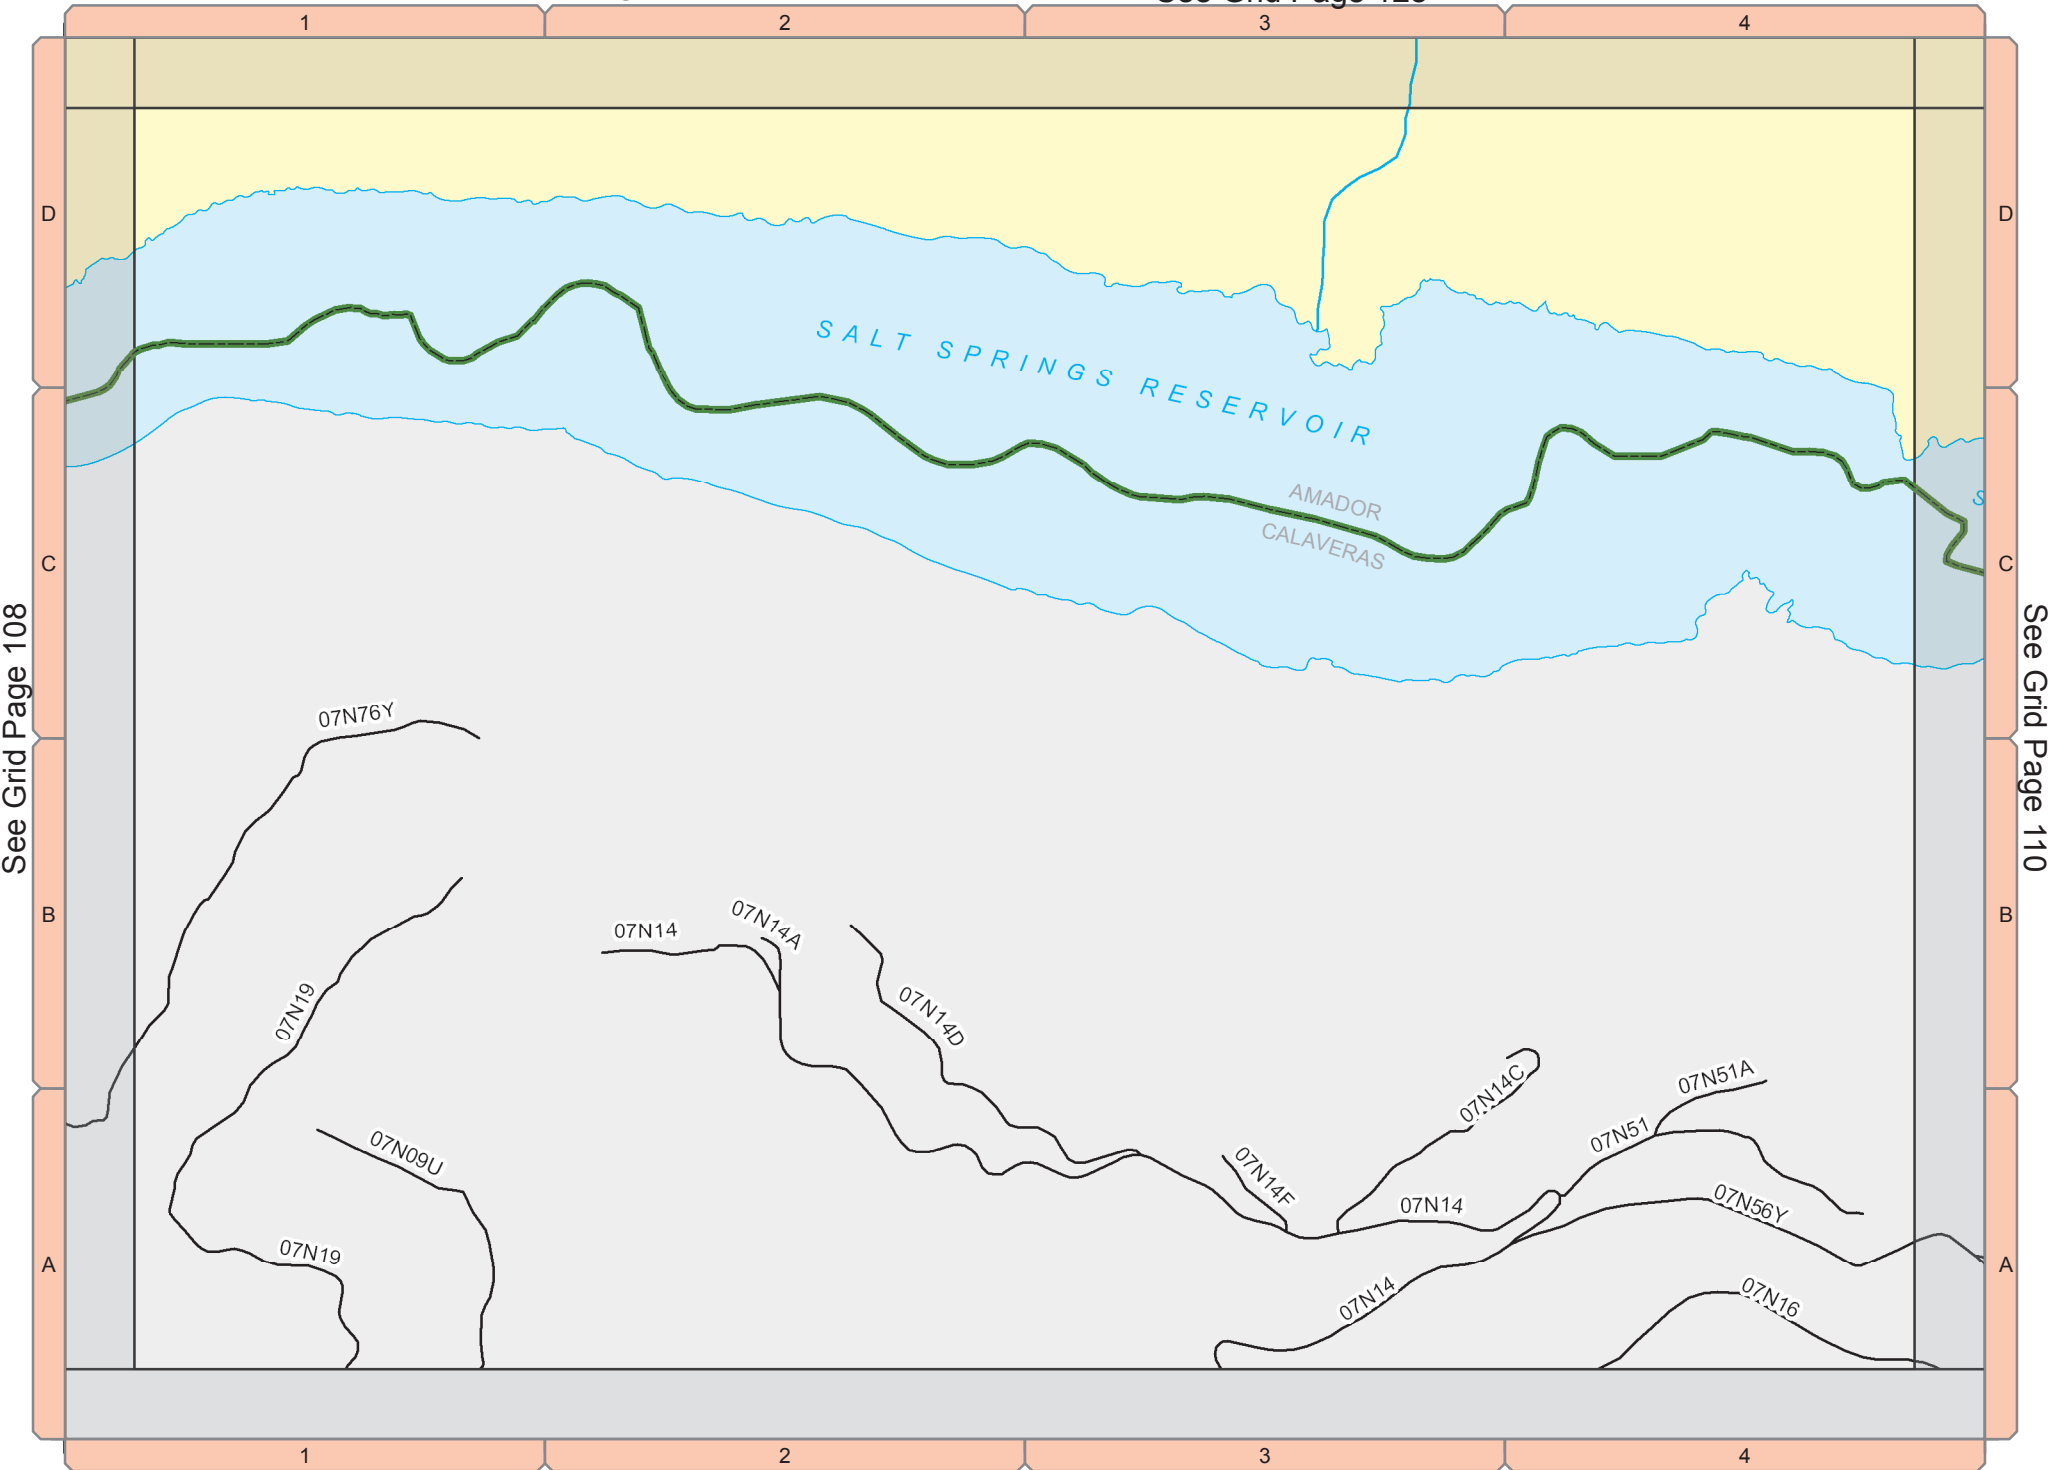 1
2
3
4
D
D
SALT SPRINGS RESERVOIR
AMADOR
CALAVERAS
S
C
C
See Grid Page 108
See Grid Page 110
07N76Y
B
B
07N14
07N14A
07N14D
07N19
07N14C
07N51A
07N51
07N09U
07N14F
07N14
07N56Y
07N19
A
A
07N14
07N16
1
2
3
4